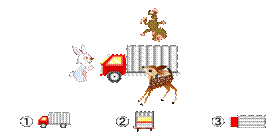 ① ② ③